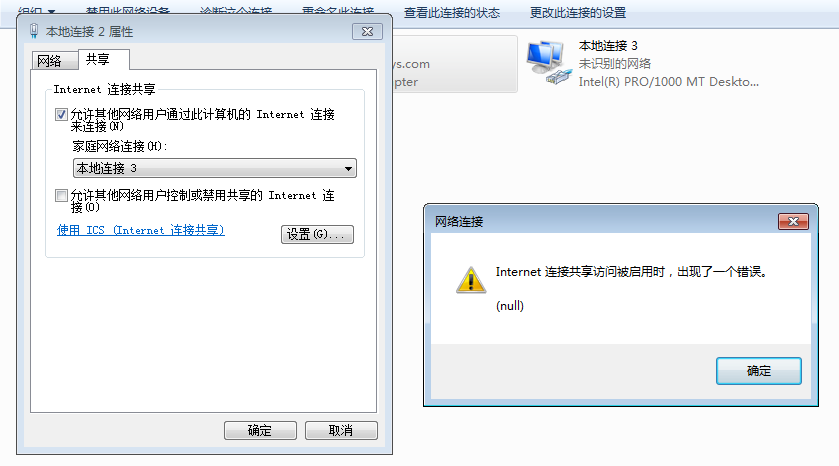 组织 禁用此网络设备 诊断这个连接 重命名此连接 查看此连接的状态 更改此连接的设置
本地连接 2 属性
网络 共享
Internet 连接共享
允许其他网络用户通过此计算机的 Internet 连接
来连接(N)
家庭网络连接(H):
本地连接 3
允许其他网络用户控制或禁用共享的 Internet 连
接(O)
使用 ICS (Internet 连接共享)
设置(G)...
确定 取消
ys.com
pter
本地连接 3
未识别的网络
Intel(R) PRO/1000 MT Deskto...
网络连接
Internet 连接共享访问被启用时，出现了一个错误。
(null)
确定